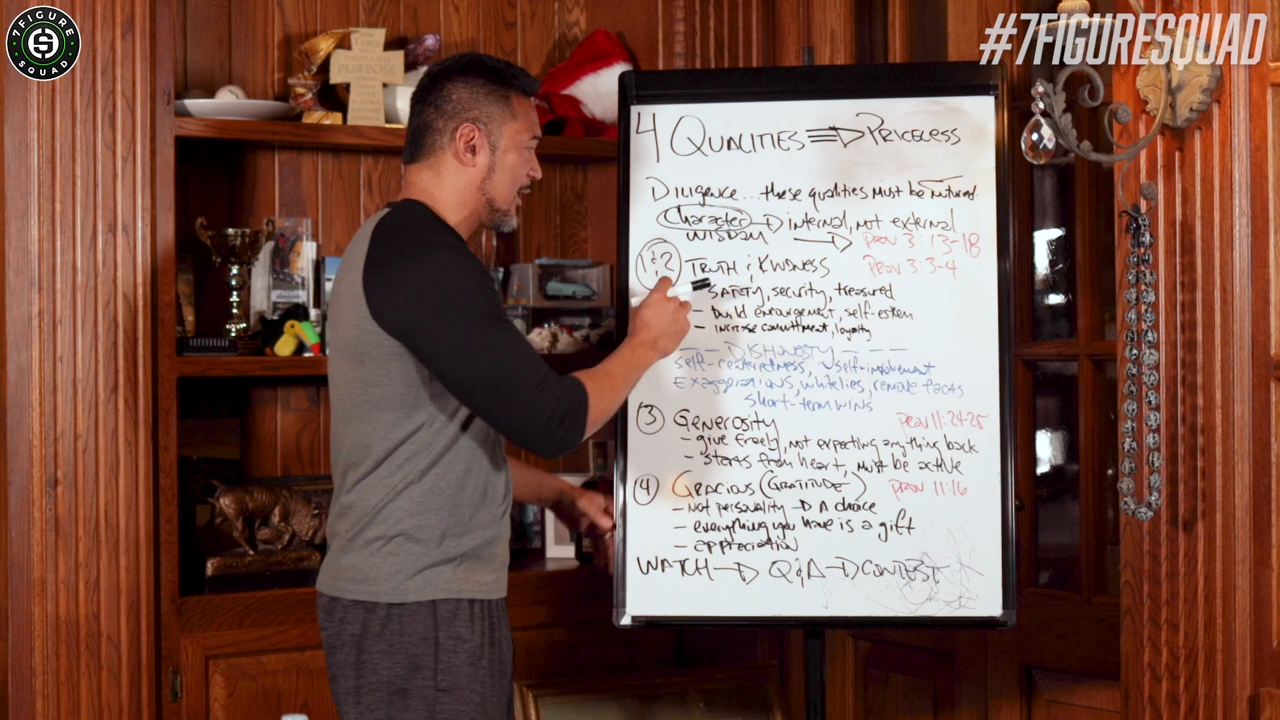 7FIGURE
SQUAD
#7FIGURESQUAD
LORD
PURPOSE
4 QUALITIES => PRICELESS
DILIGENCE... these qualities must be nutured
Character -> internal, not external
WISDOM -> PROV 3:13-18
1 & 2 TRUTH & KINDNESS PROV 3:3-4
- SAFETY, security, treasured
- build encouragement, self-esteem
- increase commitment, loyalty
--- DISHONESTY ---
self-centeredness, self-involvement
Exaggerations, white lies, remove facts
short-term wins
3 GENEROSITY PROV 11:24-25
- give freely, not expecting anything back
- starts from heart, must be active
4 GRACIOUS (GRATITUDE) PROV 11:16
- Not personality -> A choice
- everything you have is a gift
- appreciation
WATCH -> Q&A -> CONTEST